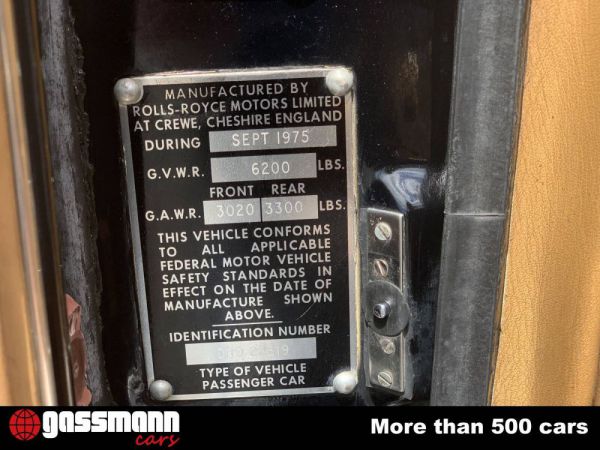 MANUFACTURED BY
ROLLS-ROYCE MOTORS LIMITED
AT CREWE, CHESHIRE ENGLAND
DURING SEPT 1975
G.V.W.R. 6200 LBS.
FRONT REAR
G.A.W.R. 3020 3300 LBS.
THIS VEHICLE CONFORMS
TO ALL APPLICABLE
FEDERAL MOTOR VEHICLE
SAFETY STANDARDS IN
EFFECT ON THE DATE OF
MANUFACTURE SHOWN
ABOVE.
IDENTIFICATION NUMBER
TYPE OF VEHICLE
PASSENGER CAR
gassmann
cars
More than 500 cars